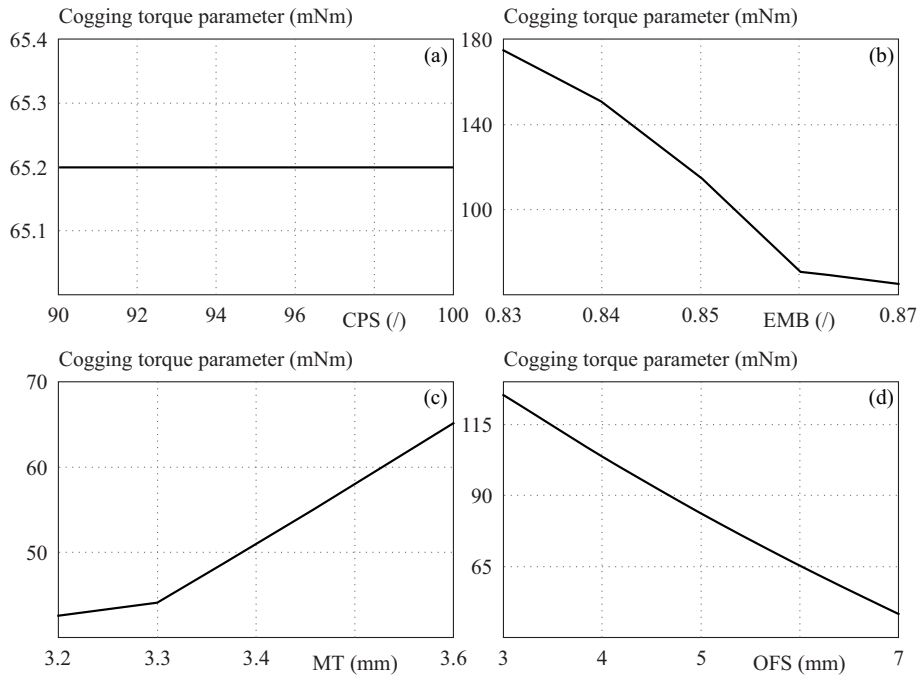 Cogging torque parameter (mNm)
65.4
65.3
65.2
65.1
(a)
90 92 94 96 CPS (/) 100
Cogging torque parameter (mNm)
180
140
100
(b)
0.83 0.84 0.85 EMB (/) 0.87
Cogging torque parameter (mNm)
70
60
50
(c)
3.2 3.3 MT (mm) 3.4 3.6
Cogging torque parameter (mNm)
115
90
65
(d)
3 4 5 OFS (mm) 7